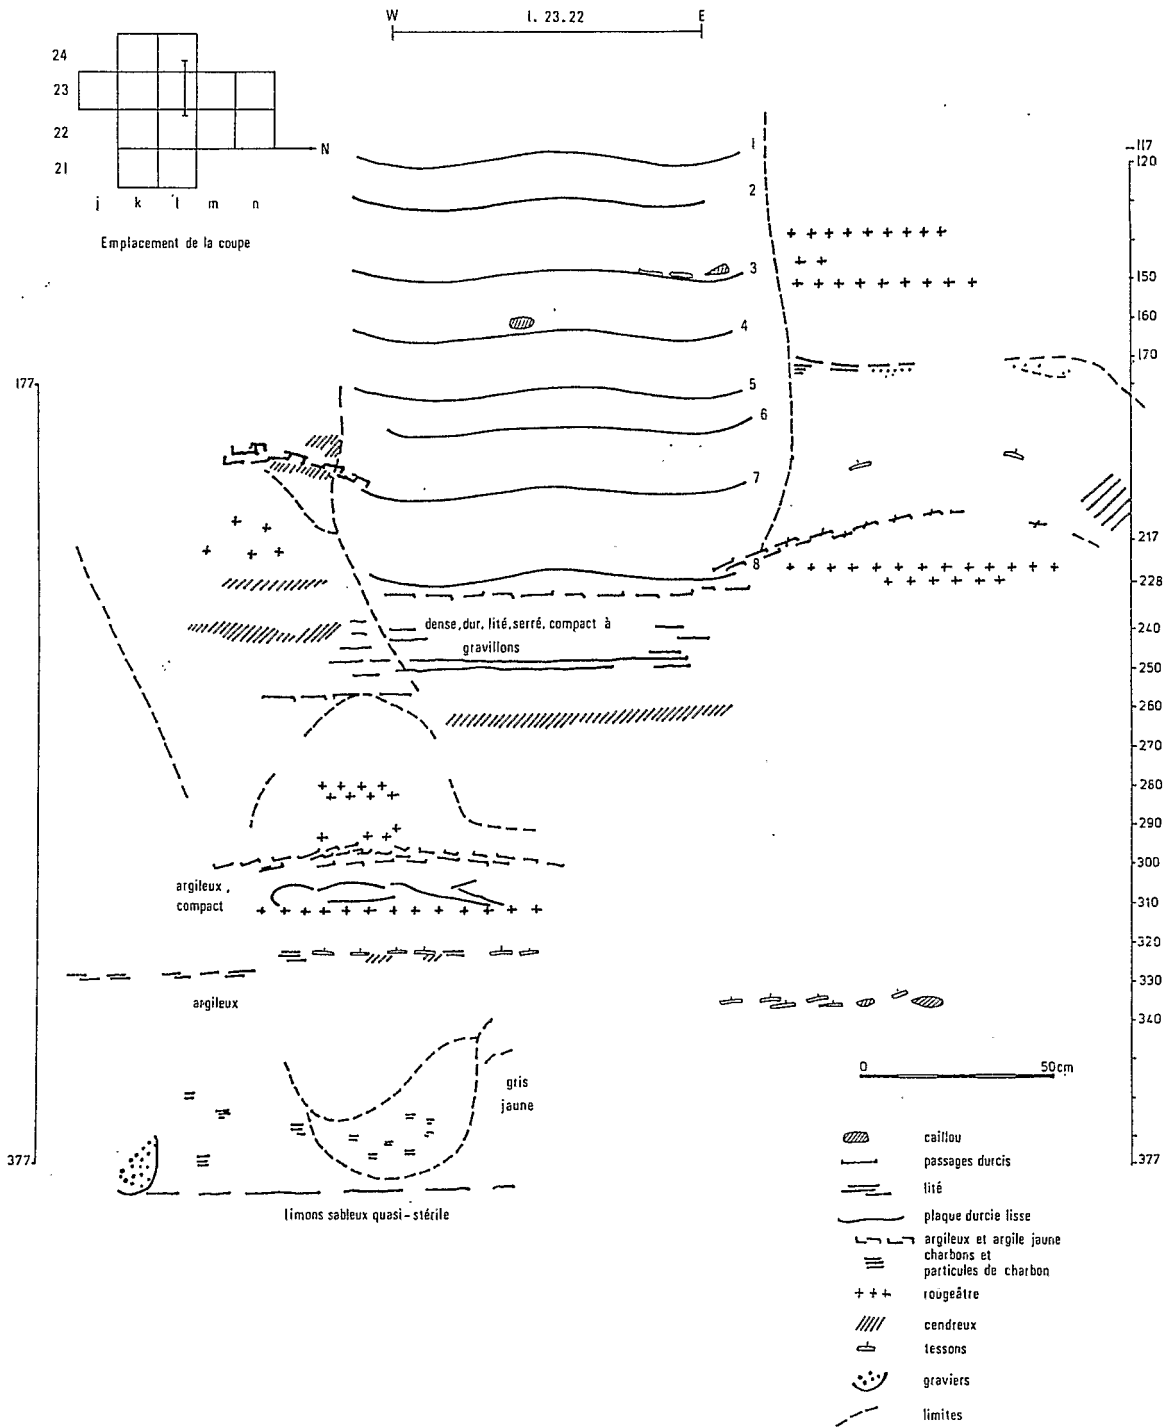 W l. 23.22 E
24
23
22
21
N
j k l m n
Emplacement de la coupe
1
2
3
4
5
6
7
8
117
120
150
160
170
217
228
240
250
260
270
280
290
300
310
320
330
340
377
177
377
dense, dur, lité, serré, compact à
gravillons
argileux,
compact
argileux
gris
jaune
limons sableux quasi-stérile
0 50cm
caillou
passages durcis
lité
plaque durcie lisse
argileux et argile jaune
charbons et
particules de charbon
rougeâtre
cendreux
tessons
graviers
limites